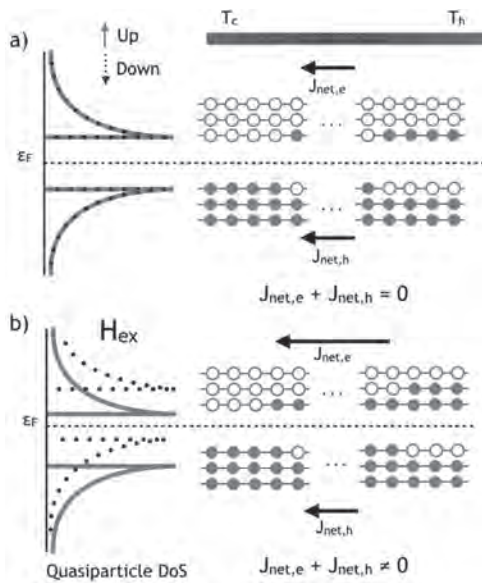 T_c T_h
a)
Up
Down
J_net,e
ε_F
...
...
J_net,h
J_net,e + J_net,h = 0
b)
H_ex
J_net,e
ε_F
...
...
J_net,h
Quasiparticle DoS
J_net,e + J_net,h ≠ 0